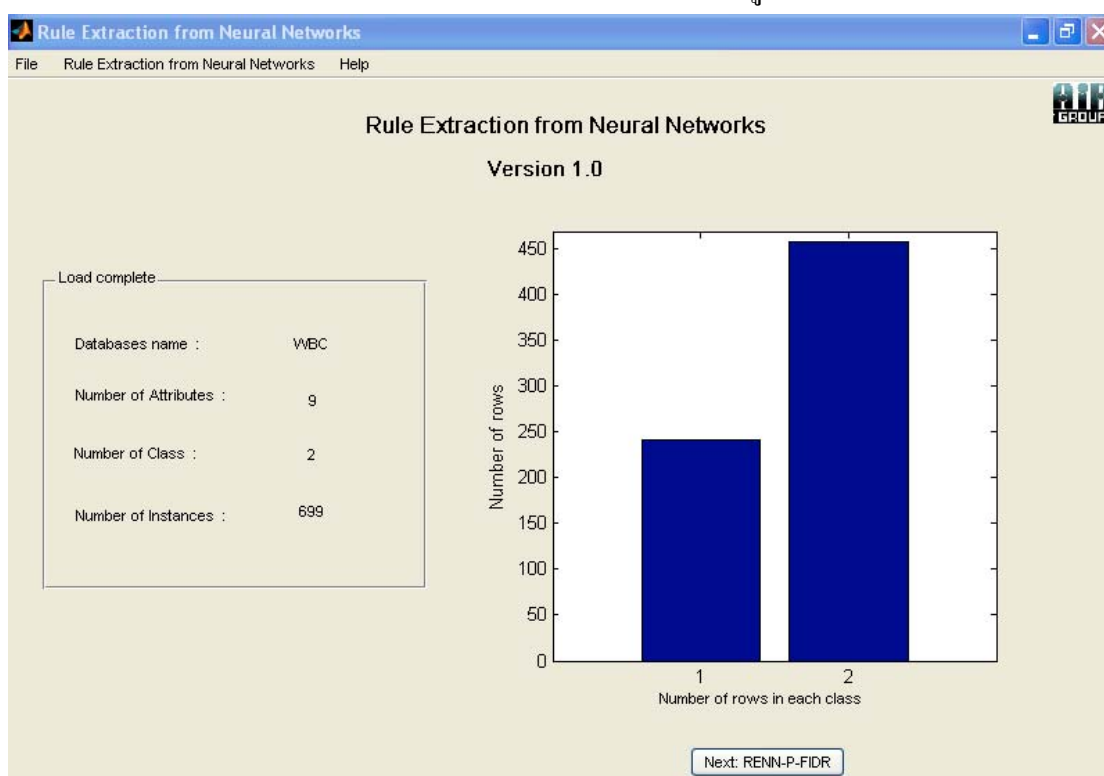 Rule Extraction from Neural Networks
File Rule Extraction from Neural Networks Help
AIH
GROUP
Rule Extraction from Neural Networks
Version 1.0
Load complete
Databases name : WBC
Number of Attributes : 9
Number of Class : 2
Number of Instances : 699
Number of rows
450
400
350
300
250
200
150
100
50
0
1 2
Number of rows in each class
Next: RENN-P-FIDR